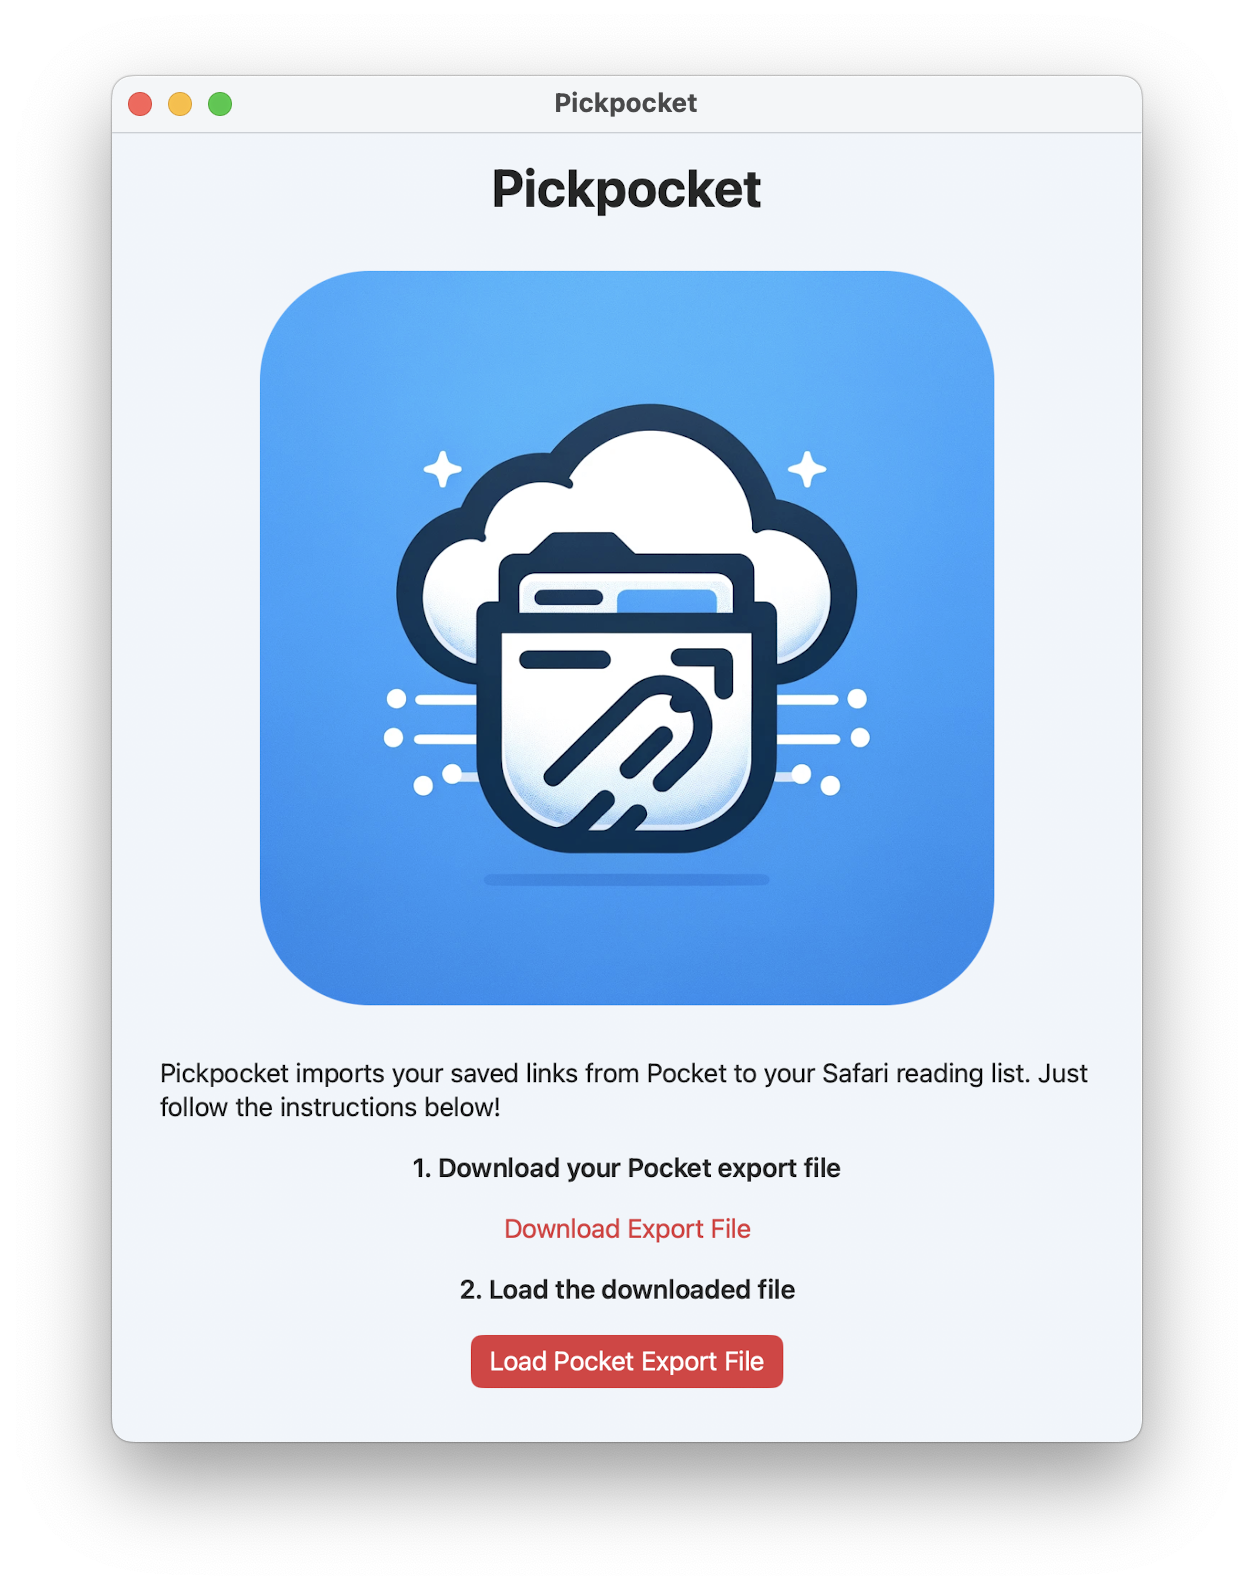 Pickpocket
Pickpocket
Pickpocket imports your saved links from Pocket to your Safari reading list. Just
follow the instructions below!
1. Download your Pocket export file
Download Export File
2. Load the downloaded file
Load Pocket Export File